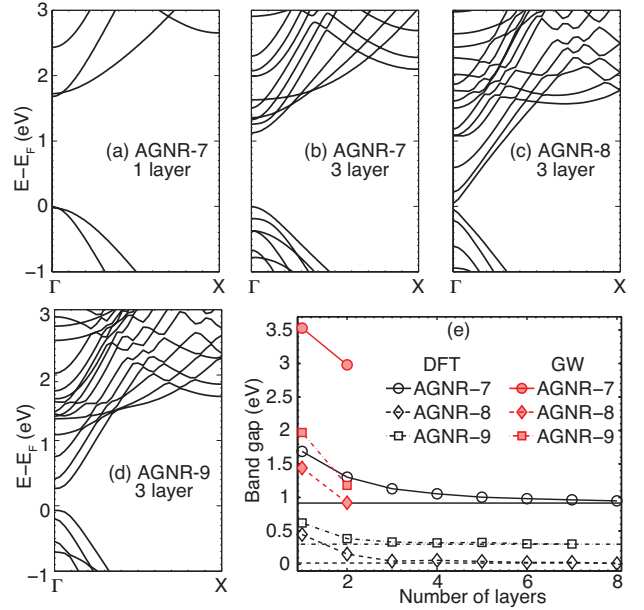 3
2
1
0
−1
E−E_F (eV)
(a) AGNR-7
1 layer
Γ X
(b) AGNR-7
3 layer
Γ X
(c) AGNR-8
3 layer
Γ X
3
2
1
0
−1
E−E_F (eV)
(d) AGNR-9
3 layer
Γ X
(e)
3.5
3
2.5
2
1.5
1
0.5
0
Band gap (eV)
DFT GW
AGNR−7 AGNR−7
AGNR−8 AGNR−8
AGNR−9 AGNR−9
2 4 6 8
Number of layers